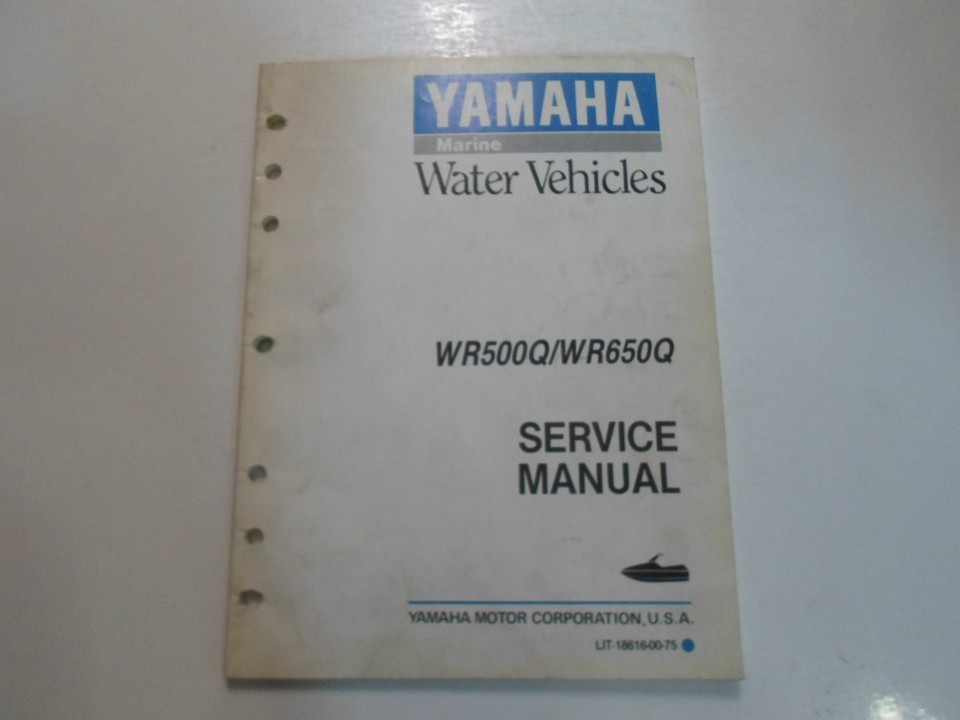 YAMAHA
Marine
Water Vehicles
WR500Q/WR650Q
SERVICE
MANUAL
YAMAHA MOTOR CORPORATION, U.S.A.
LIT-18616-00-75